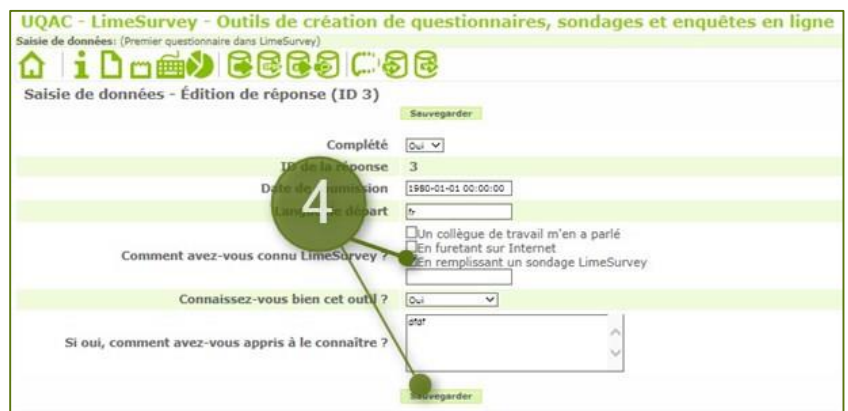 UQAC - LimeSurvey - Outils de création de questionnaires, sondages et enquêtes en ligne
Saisie de données: (Premier questionnaire dans LimeSurvey)
Saisie de données - Édition de réponse (ID 3)
Sauvegarder
Complété Oui
ID de la réponse 3
Date de soumission 1980-01-01 00:00:00
Langue de départ fr
4
Comment avez-vous connu LimeSurvey ?
Un collègue de travail m'en a parlé
En furetant sur Internet
En remplissant un sondage LimeSurvey
Connaissez-vous bien cet outil ? Oui
Si oui, comment avez-vous appris à le connaître ?
Sauvegarder